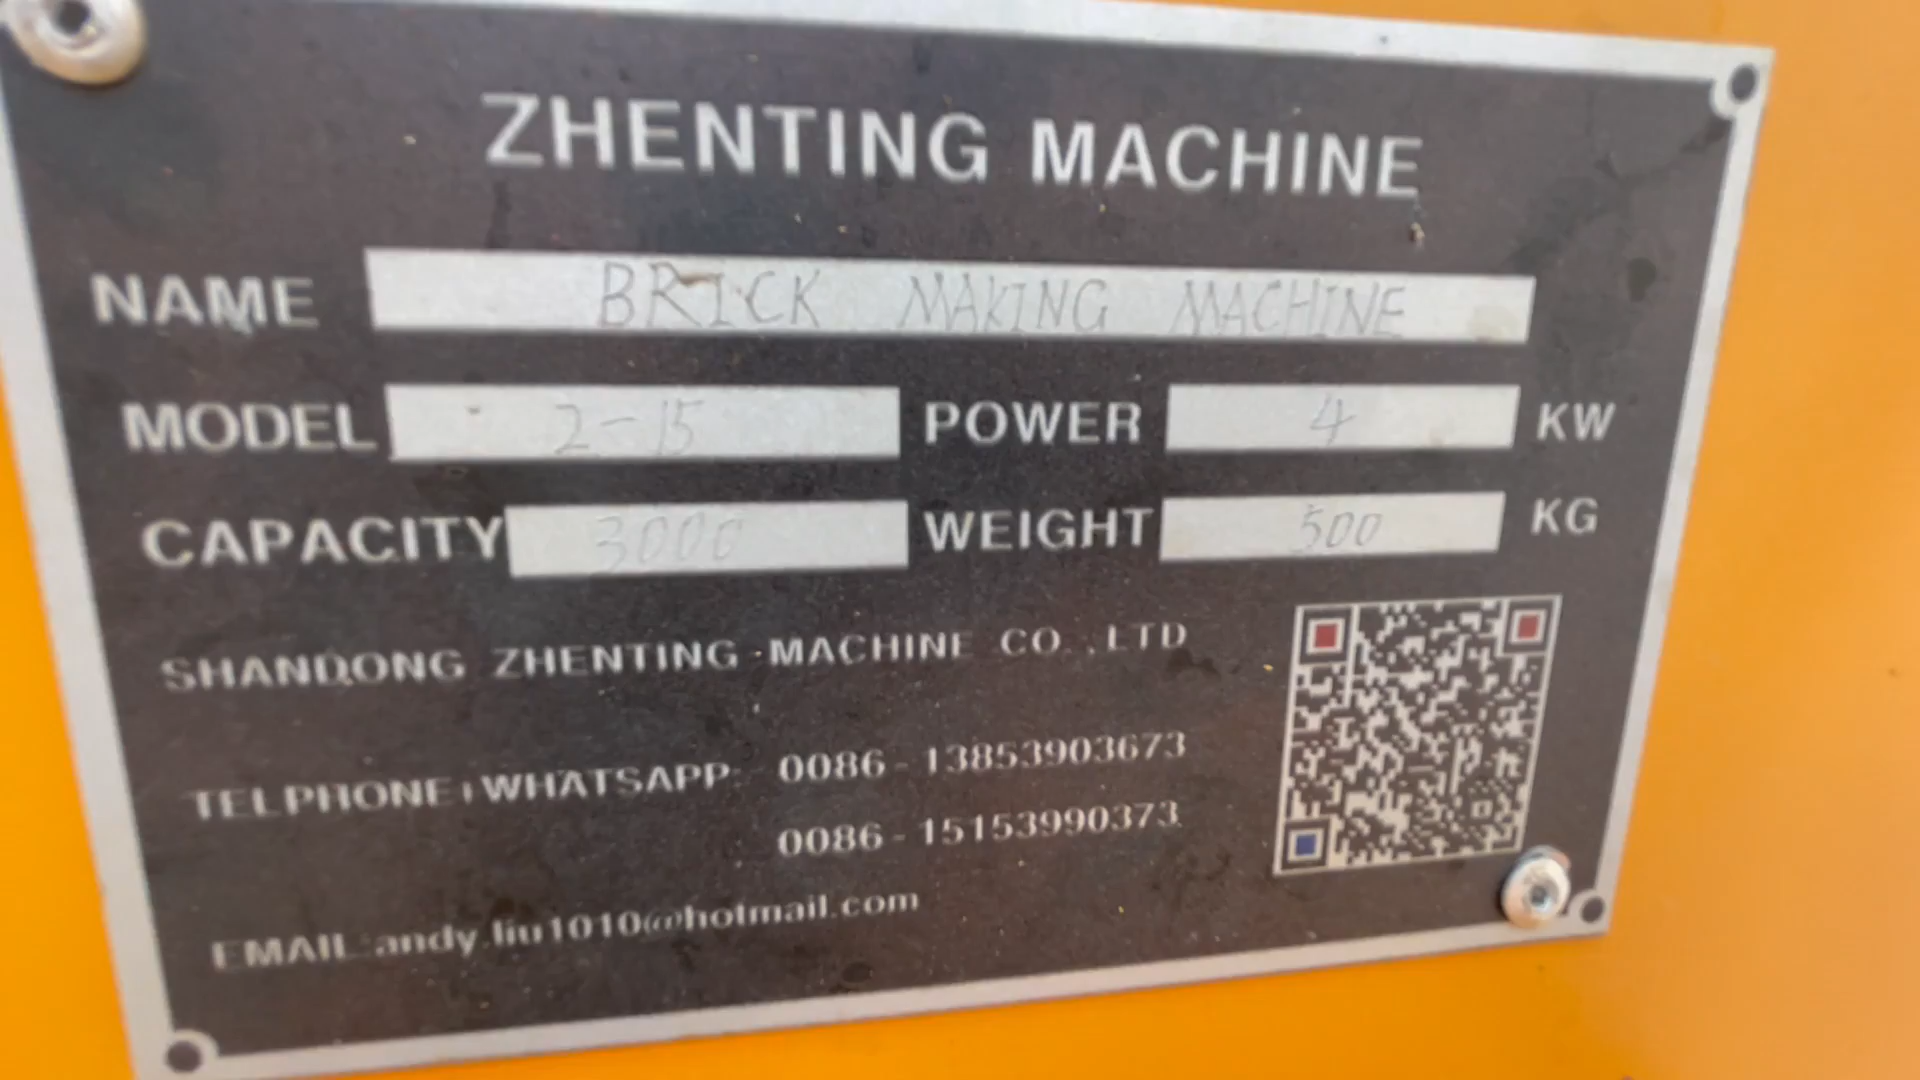 ZHENTING MACHINE
NAME BRICK MAKING MACHINE
MODEL 2-15 POWER 4 KW
CAPACITY 3000 WEIGHT 500 KG
SHANDONG ZHENTING MACHINE CO.,LTD
TELPHONE+WHATSAPP: 0086-13853903673
0086-15153990373
EMAIL:andy.liu1010@hotmail.com